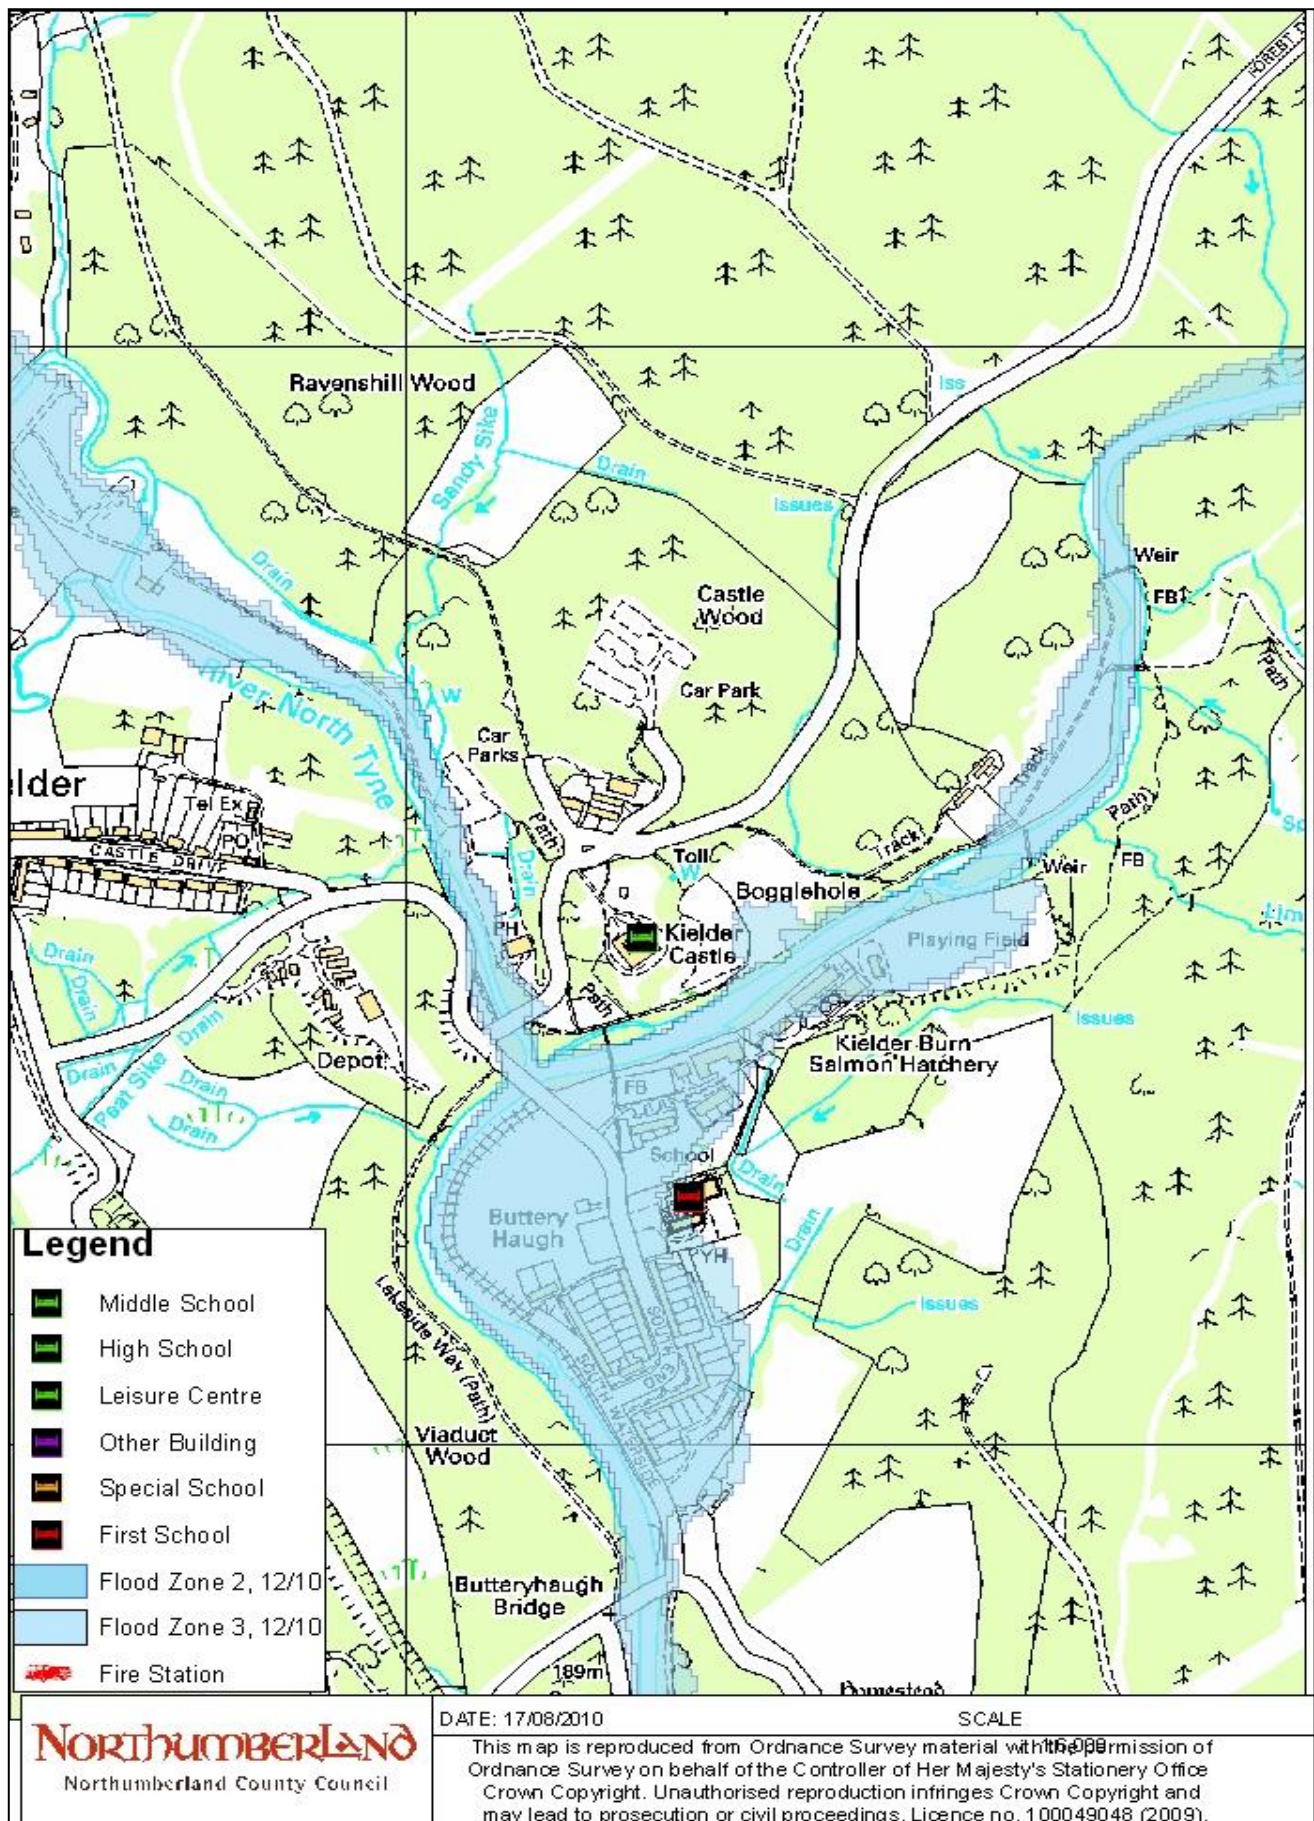 FOREST D
Ravenshill Wood
Iss
Sandy Sike
Drain
Issues
Drain
Weir
Castle
Wood
FB
Path
River North Tyne
W
Car Park
Car
Parks
Track
elder
Tel Ex
PO
Path
Path
CASTLE DRIVE
Drain
Toll
W
Track
FB
Weir
Bogglehole
Lim
PH
Kielder
Castle
Playing Field
Drain
Drain
Path
Issues
Drain
Depot
Kielder Burn
Salmon Hatchery
Drain
Peat Sike
Drain
FB
Drain
School
Drain
Buttery
Haugh
Drain
YH
Legend
Middle School
High School
Leisure Centre
Other Building
Special School
First School
Flood Zone 2, 12/10
Flood Zone 3, 12/10
Fire Station
Issues
Lakeside Way (Path)
SOUTH END
Viaduct
Wood
Butteryhaugh
Bridge
189m
Homestead
NORTHUMBERLAND
Northumberland County Council
DATE: 17/08/2010
SCALE
This map is reproduced from Ordnance Survey material with the permission of
Ordnance Survey on behalf of the Controller of Her Majesty's Stationery Office
Crown Copyright. Unauthorised reproduction infringes Crown Copyright and
may lead to prosecution or civil proceedings. Licence no. 100049048 (2009).